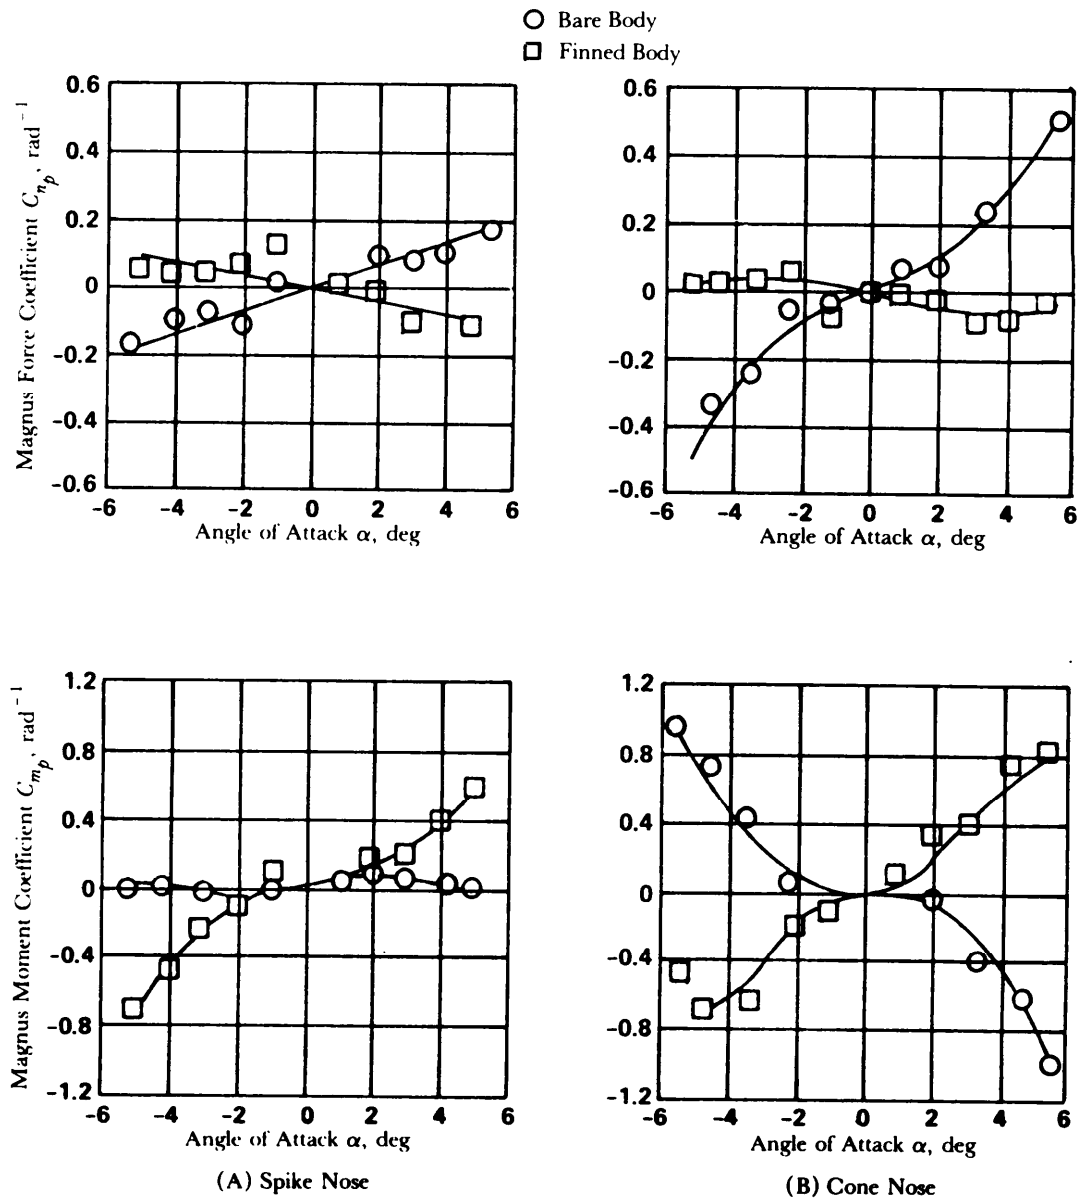 Bare Body
Finned Body
Magnus Force Coefficient C_{n_p}, rad^{-1}
0.6
0.4
0.2
0
−0.2
−0.4
−0.6
−6 −4 −2 0 2 4 6
Angle of Attack α, deg
0.6
0.4
0.2
0
−0.2
−0.4
−0.6
−6 −4 −2 0 2 4 6
Angle of Attack α, deg
Magnus Moment Coefficient C_{m_p}, rad^{-1}
1.2
0.8
0.4
0
−0.4
−0.8
−1.2
−6 −4 −2 0 2 4 6
Angle of Attack α, deg
(A) Spike Nose
1.2
0.8
0.4
0
−0.4
−0.8
−1.2
−6 −4 −2 0 2 4 6
Angle of Attack α, deg
(B) Cone Nose